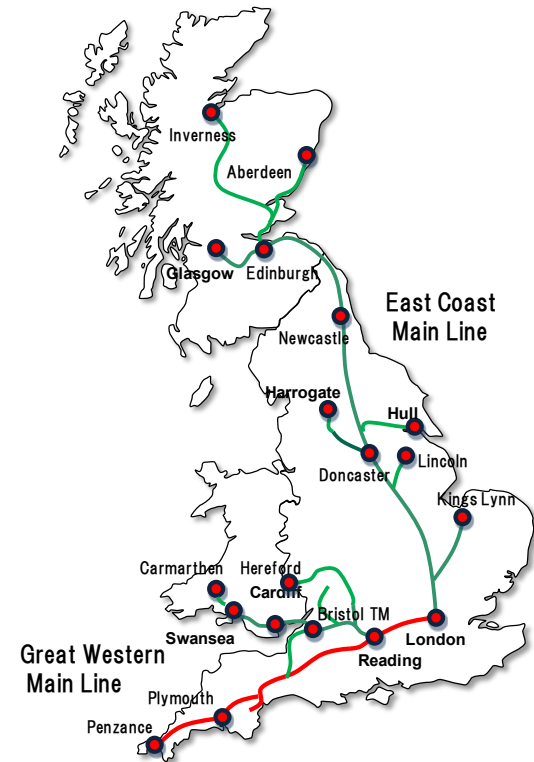 Inverness
Aberdeen
Glasgow
Edinburgh
East Coast
Main Line
Newcastle
Harrogate
Hull
Doncaster
Lincoln
Kings Lynn
Carmarthen
Hereford
Cardiff
Bristol TM
Swansea
London
Reading
Great Western
Main Line
Plymouth
Penzance